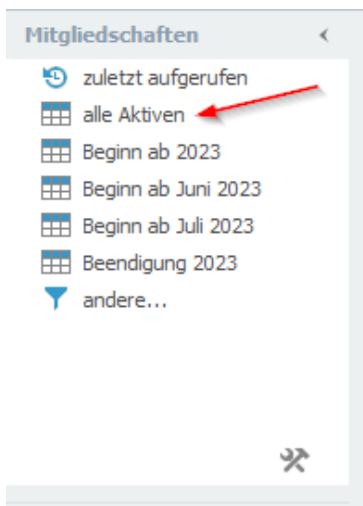 Mitgliedschaften
zuletzt aufgerufen
alle Aktiven
Beginn ab 2023
Beginn ab Juni 2023
Beginn ab Juli 2023
Beendigung 2023
andere...